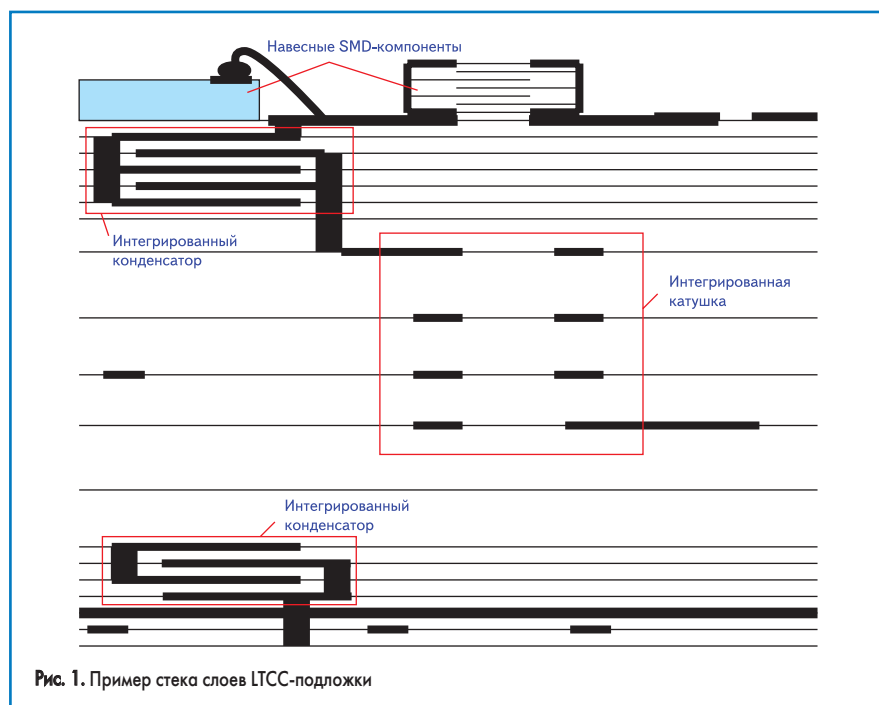 Навесные SMD-компоненты
Интегрированный
конденсатор
Интегрированная
катушка
Интегрированный
конденсатор
Рис. 1. Пример стека слоев LTCC-подложки